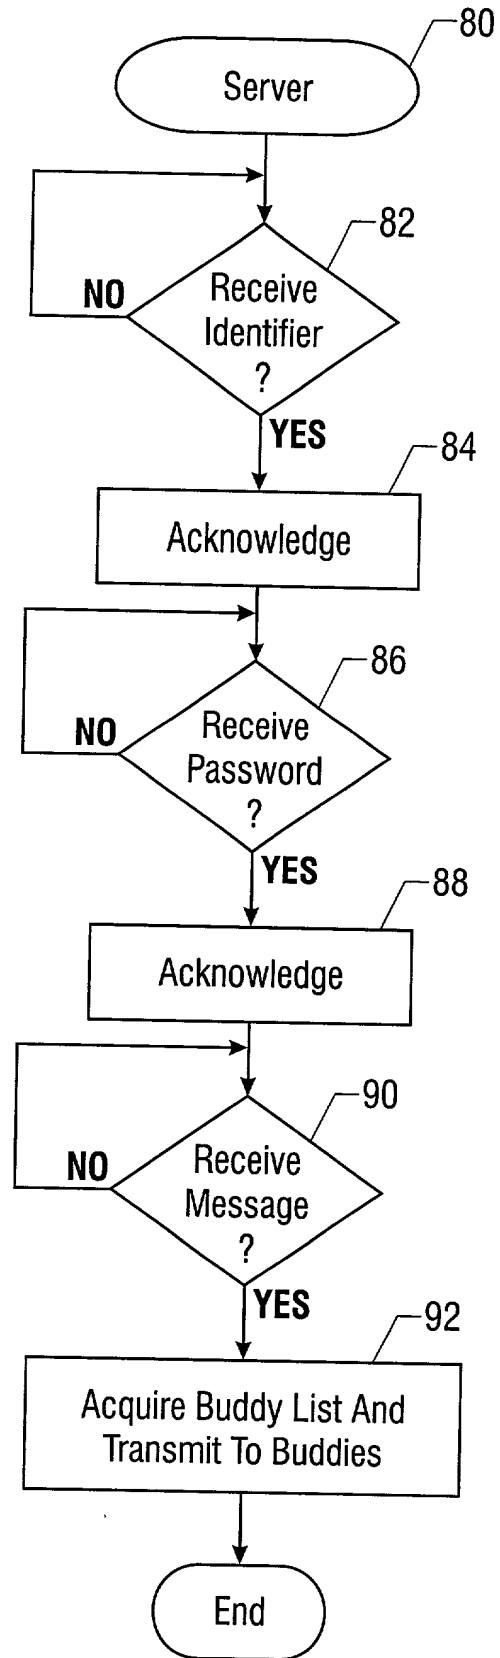 80
Server
82
Receive
Identifier
?
NO
YES
84
Acknowledge
86
Receive
Password
?
NO
YES
88
Acknowledge
90
Receive
Message
?
NO
YES
92
Acquire Buddy List And
Transmit To Buddies
End